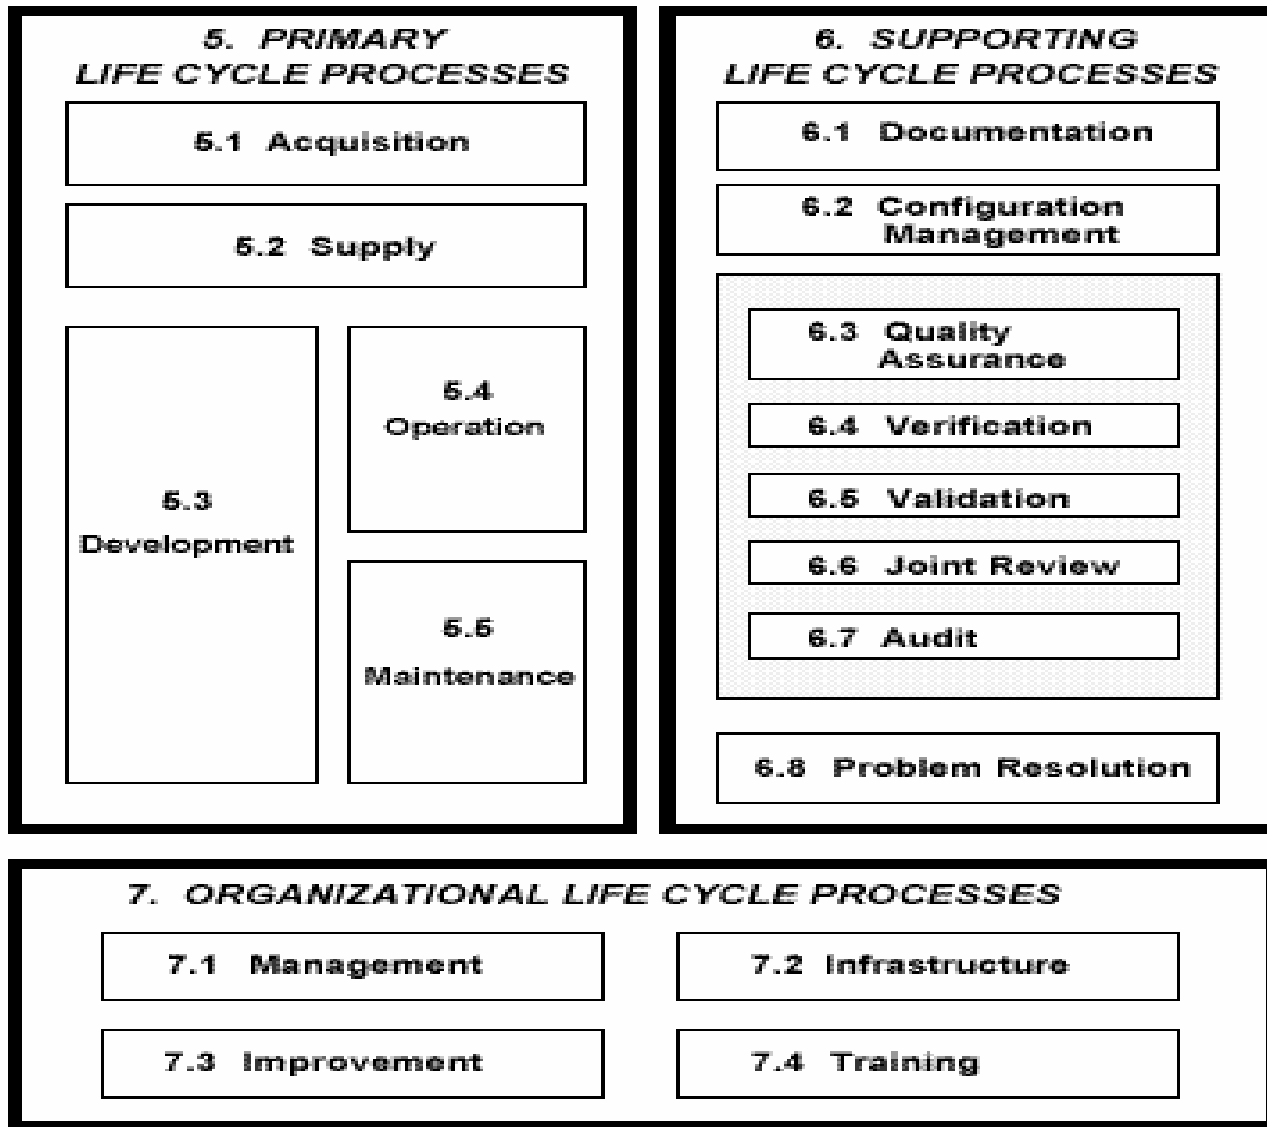 5. PRIMARY
LIFE CYCLE PROCESSES
5.1 Acquisition
5.2 Supply
5.3
Development
5.4
Operation
5.5
Maintenance
6. SUPPORTING
LIFE CYCLE PROCESSES
6.1 Documentation
6.2 Configuration
Management
6.3 Quality
Assurance
6.4 Verification
6.5 Validation
6.6 Joint Review
6.7 Audit
6.8 Problem Resolution
7. ORGANIZATIONAL LIFE CYCLE PROCESSES
7.1 Management
7.2 Infrastructure
7.3 Improvement
7.4 Training